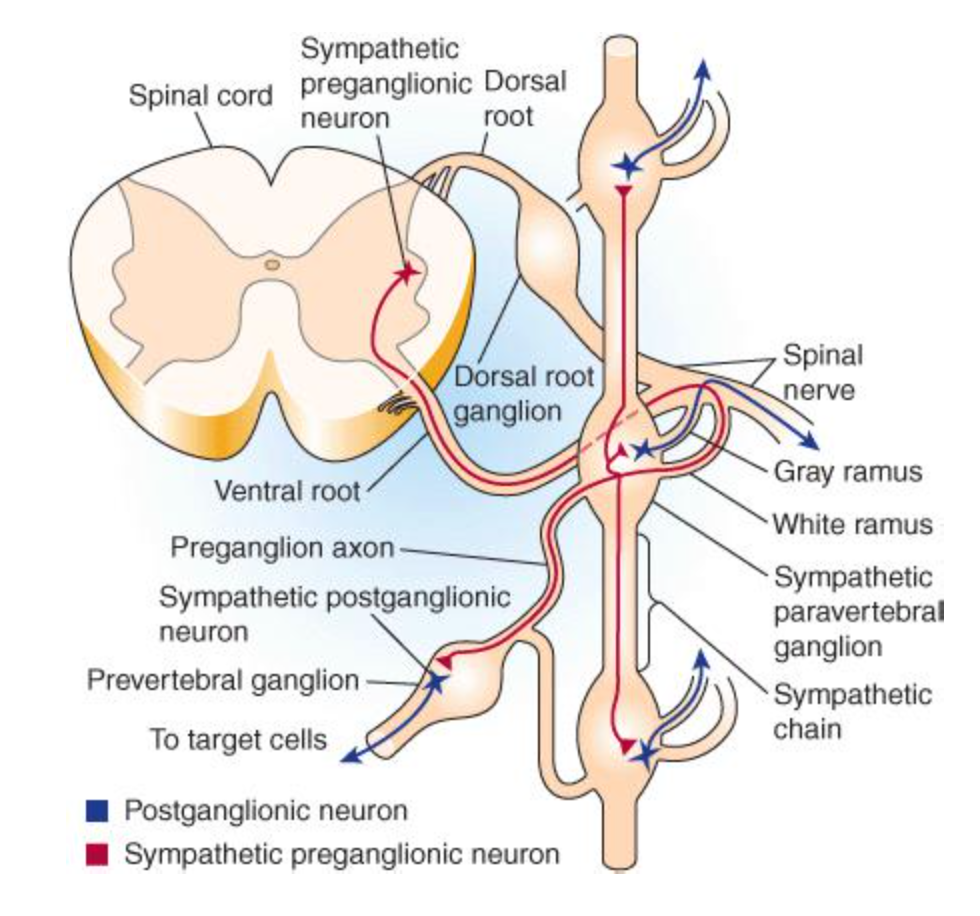 Sympathetic
preganglionic
neuron
Dorsal
root
Spinal cord
Spinal
nerve
Dorsal root
ganglion
Gray ramus
Ventral root
White ramus
Preganglion axon
Sympathetic
paravertebral
ganglion
Sympathetic postganglionic
neuron
Prevertebral ganglion
Sympathetic
chain
To target cells
Postganglionic neuron
Sympathetic preganglionic neuron